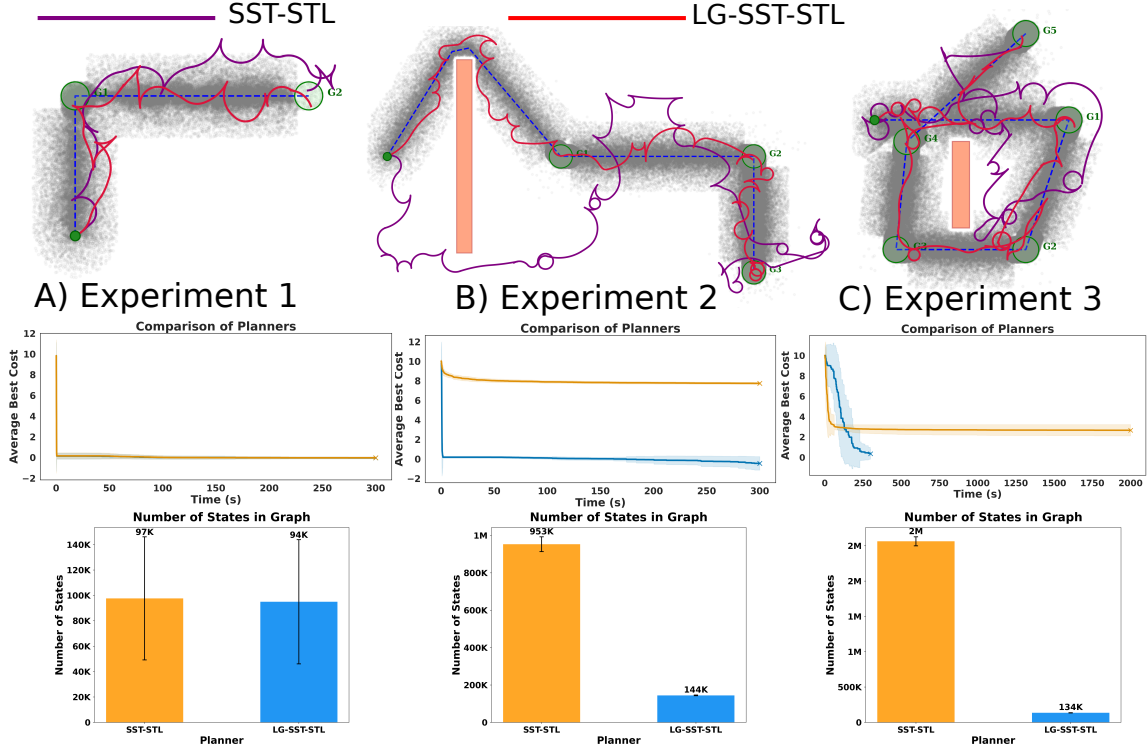 SST-STL
LG-SST-STL
G1
G2
G1
G2
G3
G5
G1
G4
G3
G2
A) Experiment 1
B) Experiment 2
C) Experiment 3
Comparison of Planners
Average Best Cost
12
10
8
6
4
2
0
−2
0
50
100
150
200
250
300
Time (s)
Comparison of Planners
Average Best Cost
12
10
8
6
4
2
0
−2
0
50
100
150
200
250
300
Time (s)
Comparison of Planners
Average Best Cost
10
8
6
4
2
0
0
250
500
750
1000
1250
1500
1750
2000
Time (s)
Number of States in Graph
Number of States
140K
120K
100K
80K
60K
40K
20K
0
97K
94K
SST-STL
LG-SST-STL
Planner
Number of States in Graph
Number of States
1M
800K
600K
400K
200K
0
953K
144K
SST-STL
LG-SST-STL
Planner
Number of States in Graph
Number of States
2M
2M
1M
1M
500K
0
2M
134K
SST-STL
LG-SST-STL
Planner